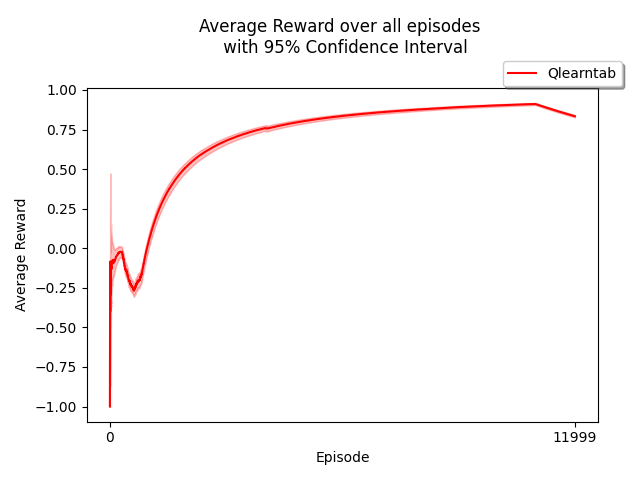 Average Reward over all episodes
with 95% Confidence Interval
Qlearntab
1.00
0.75
0.50
0.25
0.00
−0.25
−0.50
−0.75
−1.00
Average Reward
0
11999
Episode